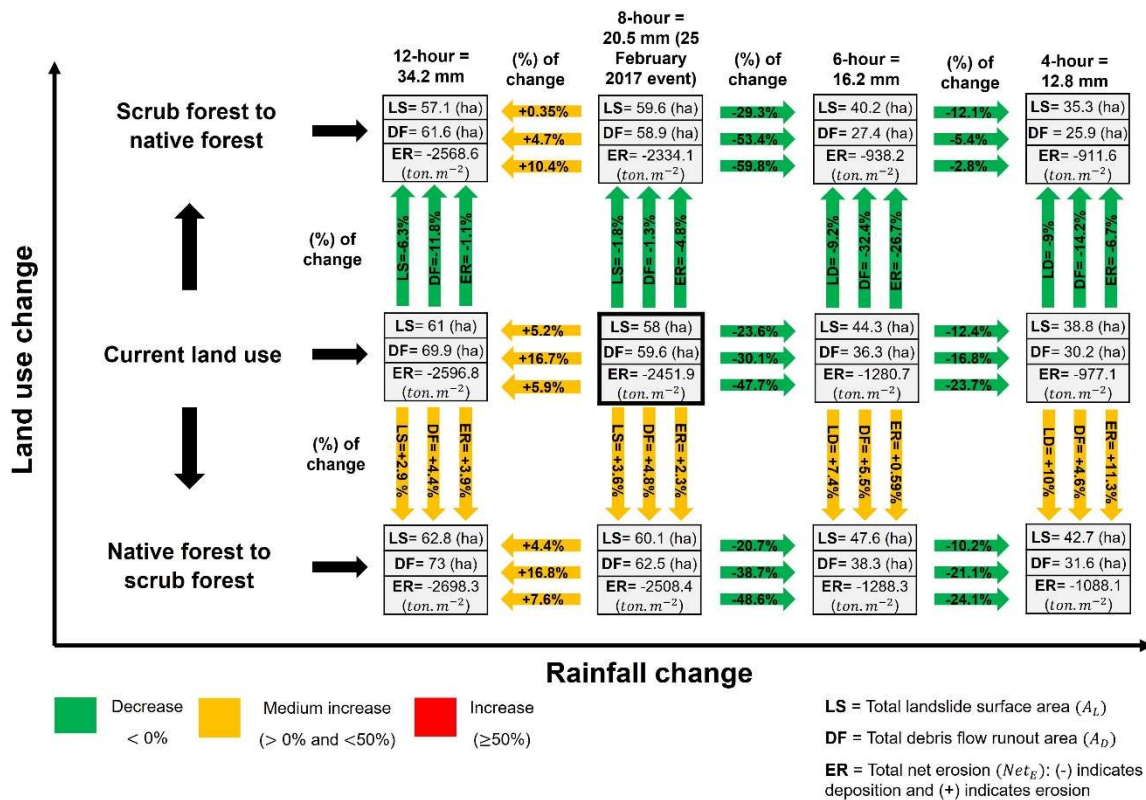 8-hour =
20.5 mm (25
February
2017 event)
12-hour =
34.2 mm
(%) of
change
(%) of
change
6-hour =
16.2 mm
(%) of
change
4-hour =
12.8 mm
Land use change
Scrub forest to
native forest
LS= 57.1 (ha)
DF= 61.6 (ha)
ER= -2568.6
(ton.m⁻²)
+0.35%
+4.7%
+10.4%
LS= 59.6 (ha)
DF= 58.9 (ha)
ER= -2334.1
(ton.m⁻²)
-29.3%
-53.4%
-59.8%
LS= 40.2 (ha)
DF= 27.4 (ha)
ER= -938.2
(ton.m⁻²)
-12.1%
-5.4%
-2.8%
LS= 35.3 (ha)
DF = 25.9 (ha)
ER= -911.6
(ton.m⁻²)
(%) of
change
LS=-6.3%
DF=-11.8%
ER=-1.1%
LS=-1.8%
DF=-1.3%
ER=-4.8%
LD= -9.2%
DF= -32.4%
ER= -26.7%
LD= -9%
DF= -14.2%
ER= -6.7%
Current land use
LS= 61 (ha)
DF= 69.9 (ha)
ER= -2596.8
(ton.m⁻²)
+5.2%
+16.7%
+5.9%
LS= 58 (ha)
DF= 59.6 (ha)
ER= -2451.9
(ton.m⁻²)
-23.6%
-30.1%
-47.7%
LS= 44.3 (ha)
DF= 36.3 (ha)
ER= -1280.7
(ton.m⁻²)
-12.4%
-16.8%
-23.7%
LS= 38.8 (ha)
DF= 30.2 (ha)
ER= -977.1
(ton.m⁻²)
(%) of
change
LS=+2.9 %
DF= +4.4%
ER= +3.9%
LS= +3.6%
DF= +4.8%
ER= +2.3%
LD= +7.4%
DF= +5.5%
ER= +0.59%
LD= +10%
DF= +4.6%
ER= +11.3%
Native forest to
scrub forest
LS= 62.8 (ha)
DF= 73 (ha)
ER= -2698.3
(ton.m⁻²)
+4.4%
+16.8%
+7.6%
LS= 60.1 (ha)
DF= 62.5 (ha)
ER= -2508.4
(ton.m⁻²)
-20.7%
-38.7%
-48.6%
LS= 47.6 (ha)
DF= 38.3 (ha)
ER= -1288.3
(ton.m⁻²)
-10.2%
-21.1%
-24.1%
LS= 42.7 (ha)
DF= 31.6 (ha)
ER= -1088.1
(ton.m⁻²)
Rainfall change
Decrease
< 0%
Medium increase
(> 0% and <50%)
Increase
(≥50%)
LS = Total landslide surface area (A_L)
DF = Total debris flow runout area (A_D)
ER = Total net erosion (Net_E): (-) indicates
deposition and (+) indicates erosion